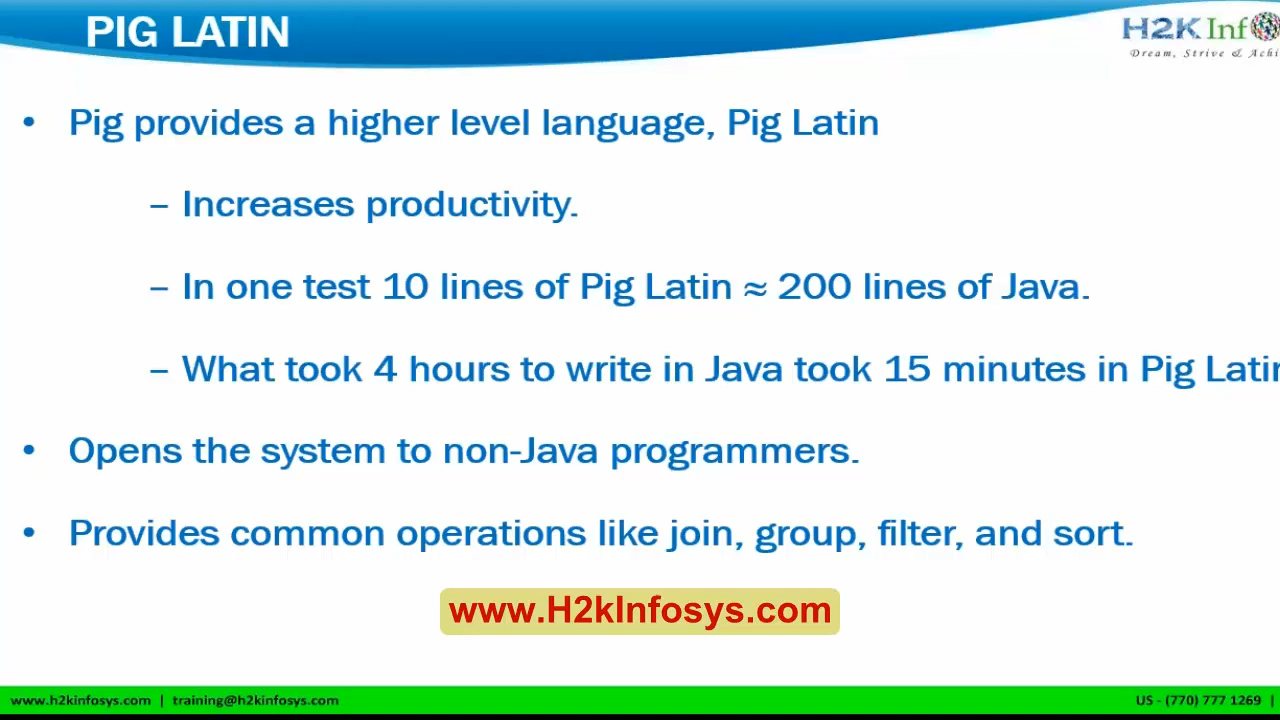 PIG LATIN
H2K Inf
Dream, Strive & Achi
• Pig provides a higher level language, Pig Latin
– Increases productivity.
– In one test 10 lines of Pig Latin ≈ 200 lines of Java.
– What took 4 hours to write in Java took 15 minutes in Pig Latin
• Opens the system to non-Java programmers.
• Provides common operations like join, group, filter, and sort.
www.H2kInfosys.com
www.h2kinfosys.com | training@h2kinfosys.com
US - (770) 777 1269 |